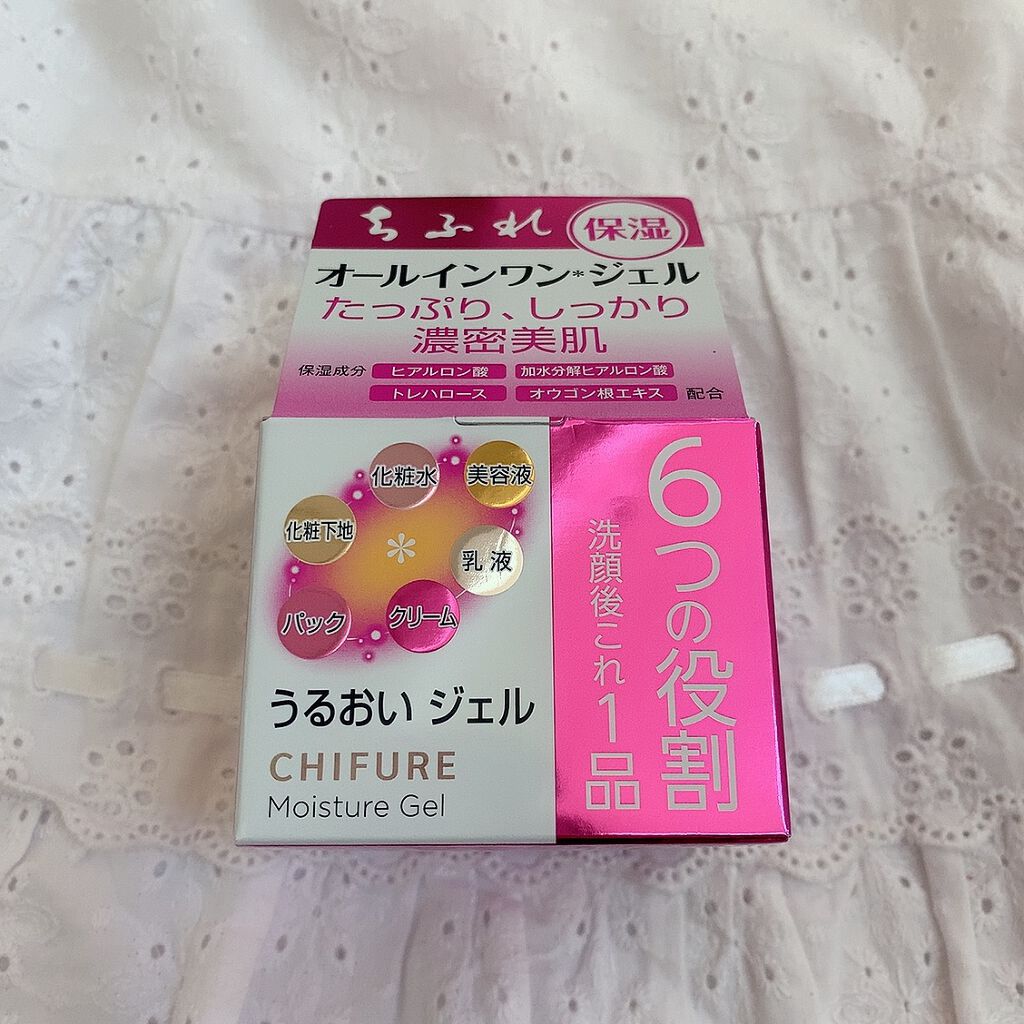 ちふれ 保湿
オールインワン*ジェル
たっぷり、しっかり
濃密美肌
保湿成分 ヒアルロン酸 加水分解ヒアルロン酸
トレハロース オウゴン根エキス 配合
化粧水
美容液
化粧下地
*
乳液
パック
クリーム
うるおい ジェル
CHIFURE
Moisture Gel
6つの役割
洗顔後これ1品